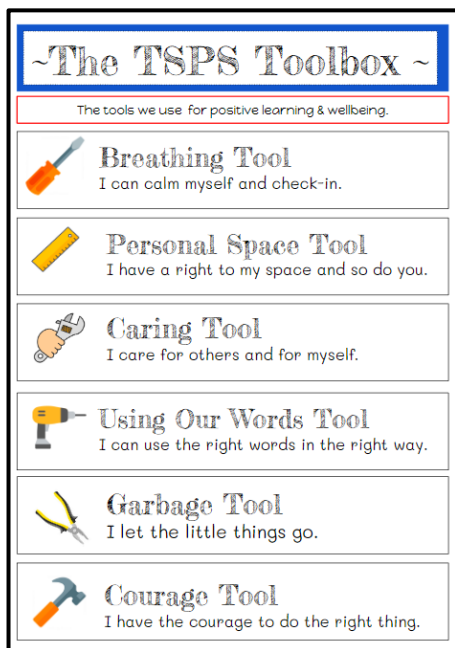 ~The TSPS Toolbox ~
The tools we use for positive learning & wellbeing.
Breathing Tool
I can calm myself and check-in.
Personal Space Tool
I have a right to my space and so do you.
Caring Tool
I care for others and for myself.
Using Our Words Tool
I can use the right words in the right way.
Garbage Tool
I let the little things go.
Courage Tool
I have the courage to do the right thing.